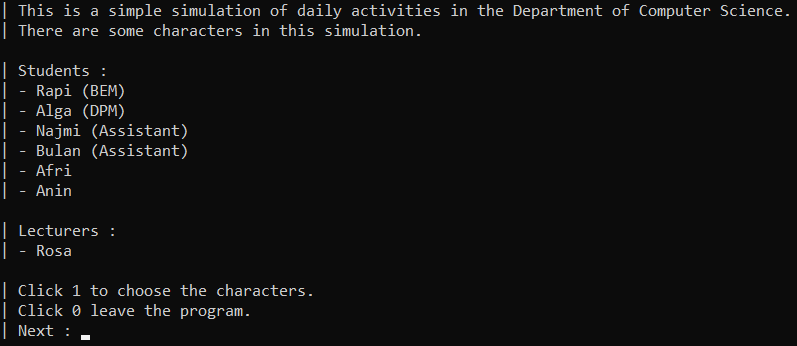 | This is a simple simulation of daily activities in the Department of Computer Science.
| There are some characters in this simulation.
| Students :
| - Rapi (BEM)
| - Alga (DPM)
| - Najmi (Assistant)
| - Bulan (Assistant)
| - Afri
| - Anin
| Lecturers :
| - Rosa
| Click 1 to choose the characters.
| Click 0 leave the program.
| Next :